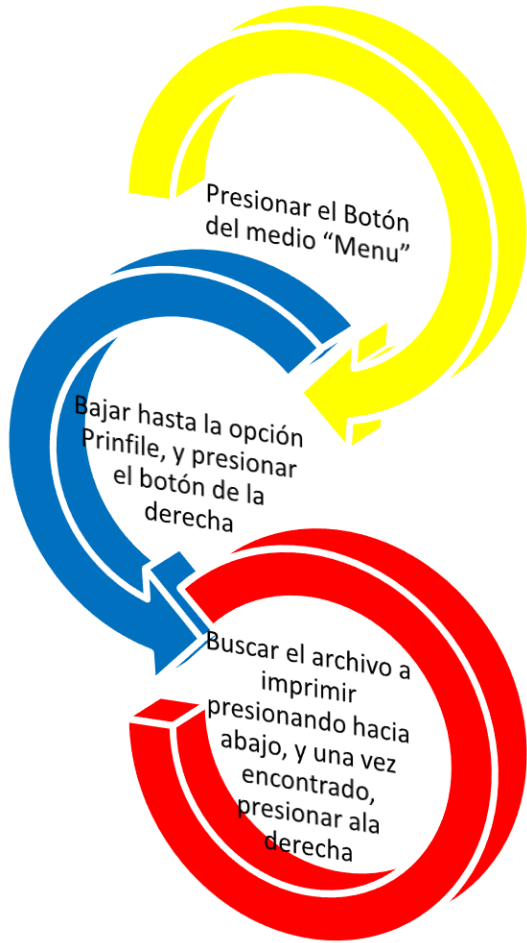 Presionar el Botón
del medio “Menu”
Bajar hasta la opción
Prinfile, y presionar
el botón de la
derecha
Buscar el archivo a
imprimir
presionando hacia
abajo, y una vez
encontrado,
presionar ala
derecha